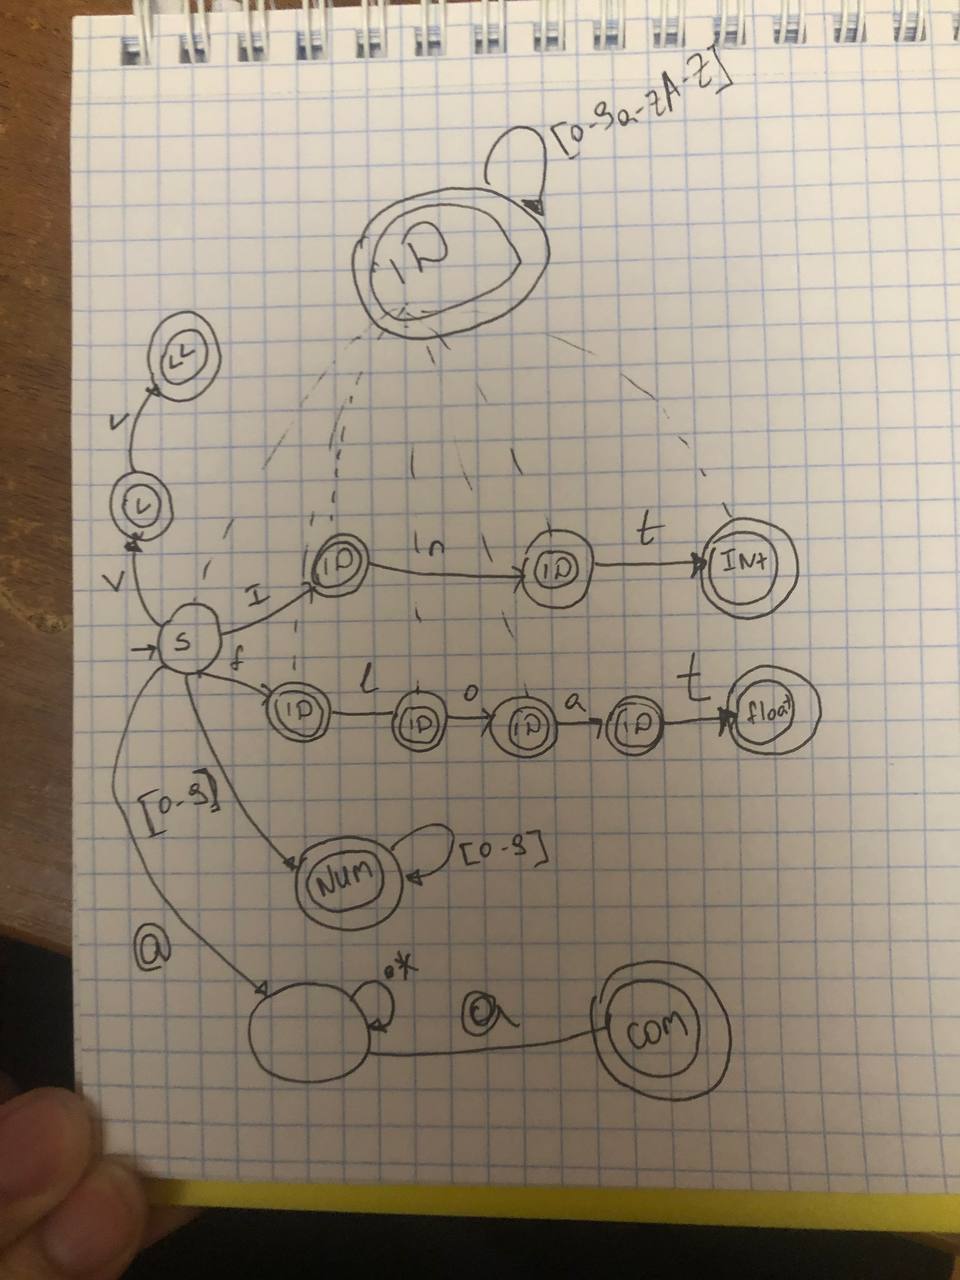 [0-9a-zA-Z]
ID
LL
<
L
<
I
ID
In
ID
t
INt
S
f
ID
l
ID
o
ID
a
ID
t
float
[0-9]
NUM
[0-9]
@
.*
@
COM